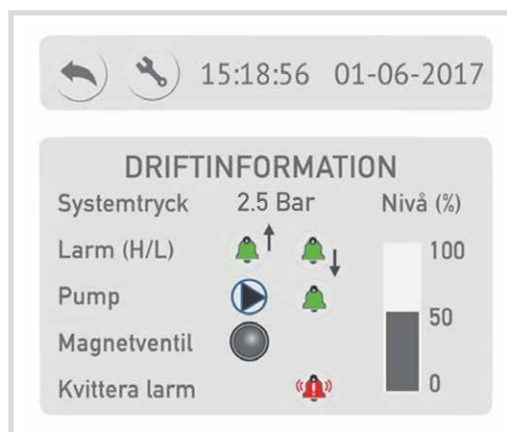 15:18:56 01-06-2017
DRIFTINFORMATION
Systemtryck 2.5 Bar Nivå (%)
Larm (H/L) 100
Pump 50
Magnetventil
Kvittera larm 0